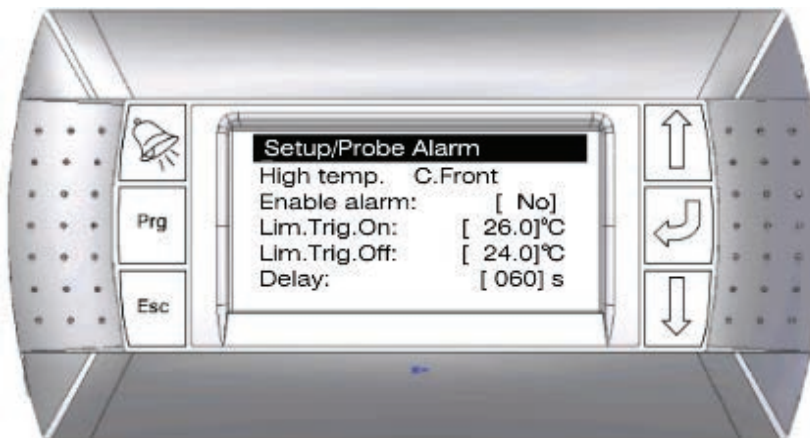 Setup/Probe Alarm
High temp. C.Front
Enable alarm: [ No]
Lim.Trig.On: [ 26.0]°C
Lim.Trig.Off: [ 24.0]°C
Delay: [ 060] s
Prg
Esc